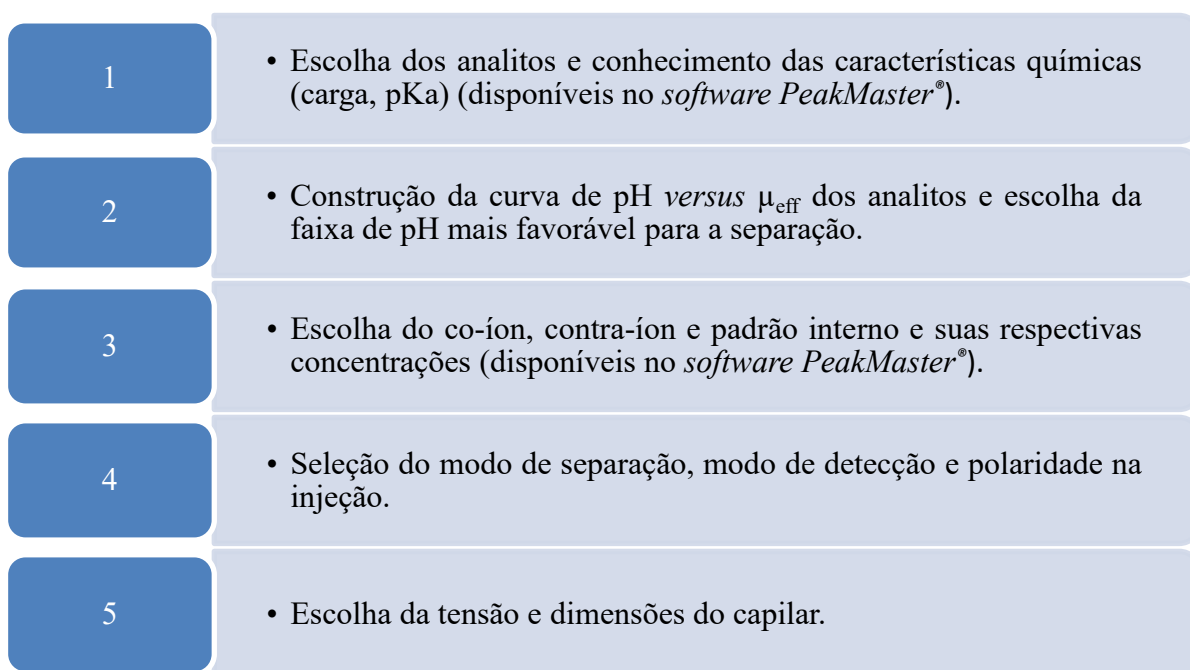 1
• Escolha dos analitos e conhecimento das características químicas
(carga, pKa) (disponíveis no software PeakMaster®).
2
• Construção da curva de pH versus µeff dos analitos e escolha da
faixa de pH mais favorável para a separação.
3
• Escolha do co-íon, contra-íon e padrão interno e suas respectivas
concentrações (disponíveis no software PeakMaster®).
4
• Seleção do modo de separação, modo de detecção e polaridade na
injeção.
5
• Escolha da tensão e dimensões do capilar.